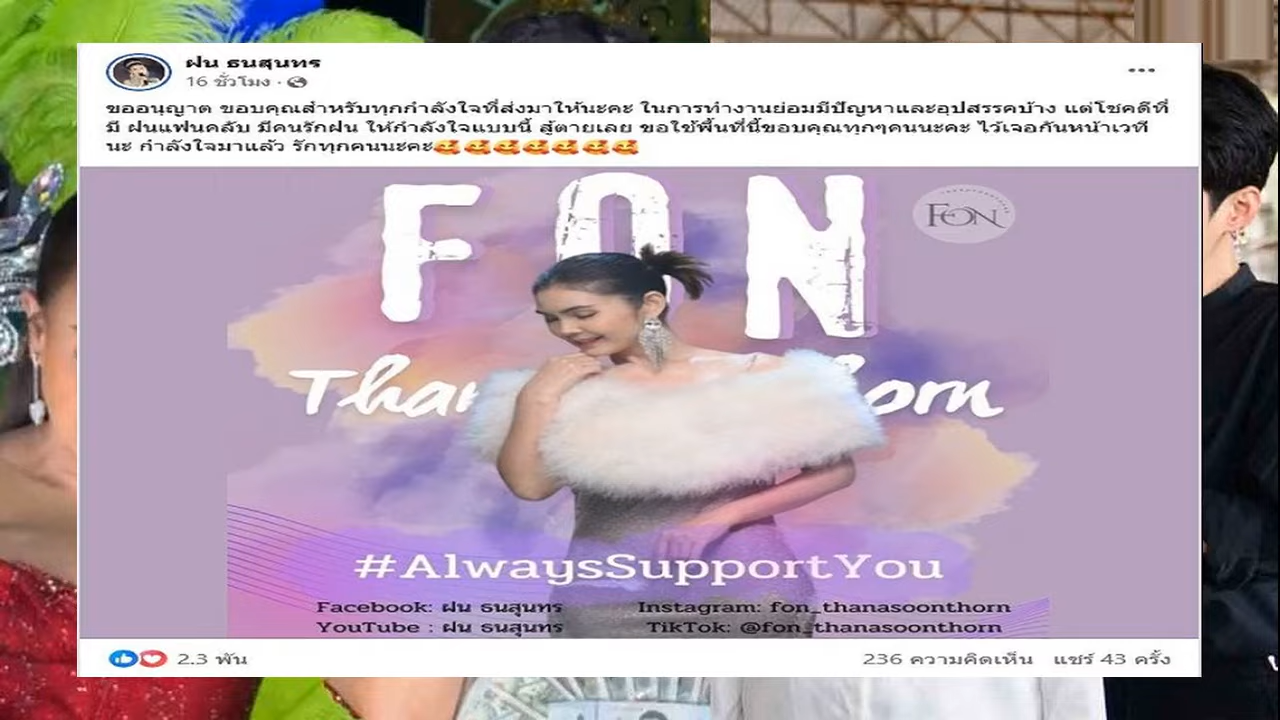 ฝน ธนสุนทร
16 ชั่วโมง ·
ขออนุญาต ขอบคุณสำหรับทุกกำลังใจที่ส่งมาให้นะคะ ในการทำงานย่อมมีปัญหาและอุปสรรคบ้าง แต่โชคดีที่
มี ฝนแฟนคลับ มีคนรักฝน ให้กำลังใจแบบนี้ สู้ตายเลย ขอใช้พื้นที่นี้ขอบคุณทุกๆคนนะคะ ไว้เจอกันหน้าเวที
นะ กำลังใจมาแล้ว รักทุกคนนะคะ🥰🥰🥰🥰🥰🥰🥰
FON
FON
#AlwaysSupportYou
Facebook: ฝน ธนสุนทร Instagram: fon_thanasoonthorn
YouTube : ฝน ธนสุนทร TikTok: @fon_thanasoonthorn
2.3 พัน 236 ความคิดเห็น แชร์ 43 ครั้ง